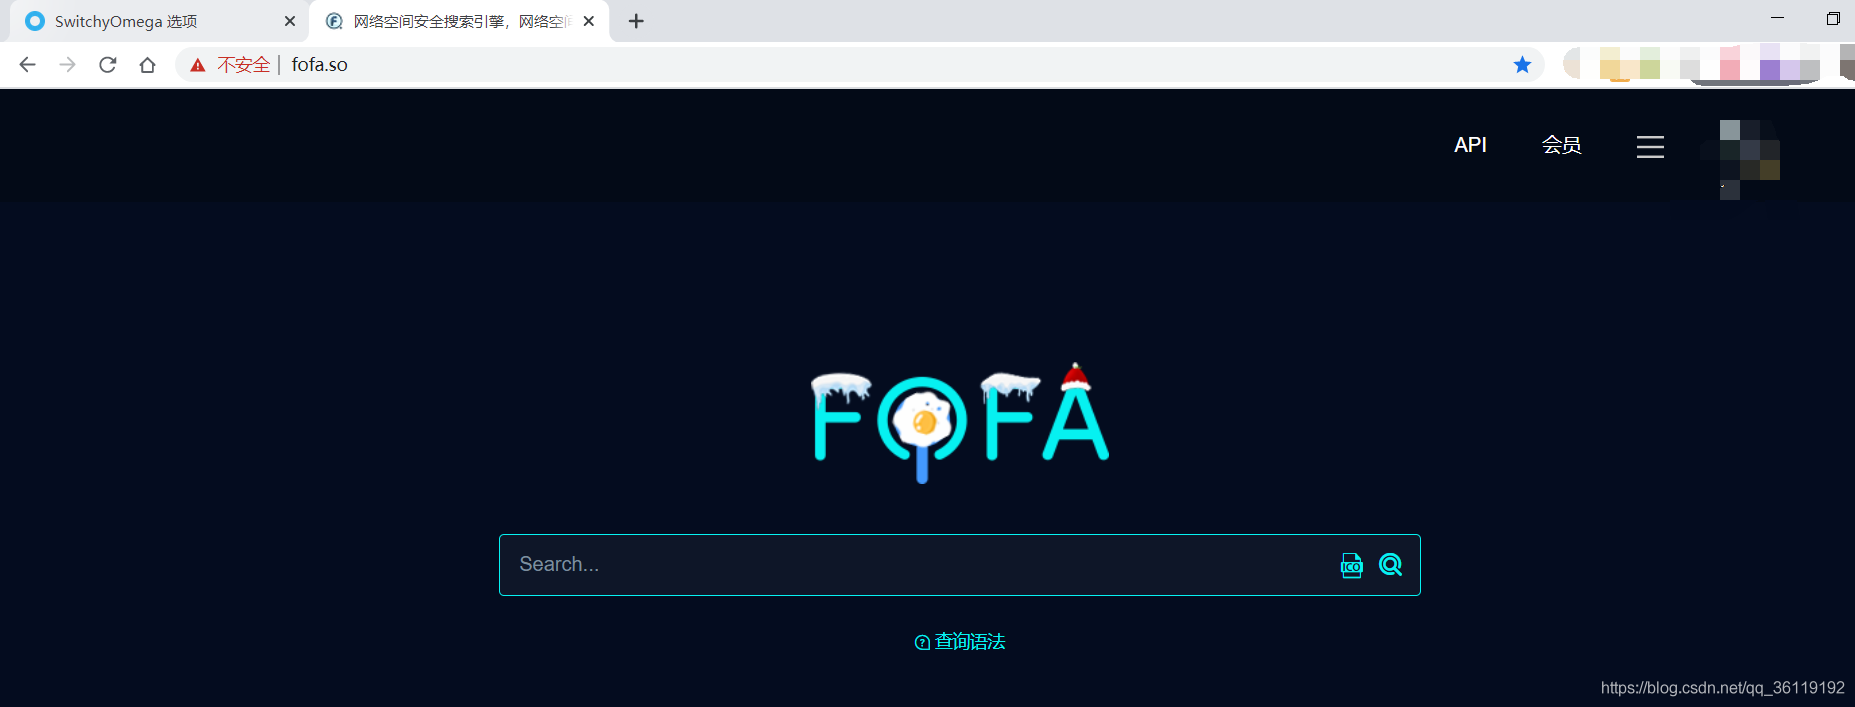 SwitchyOmega 选项
网络空间安全搜索引擎，网络空间
不安全 | fofa.so
API 会员
FOFA
Search...
ICO
查询语法
https://blog.csdn.net/qq_36119192